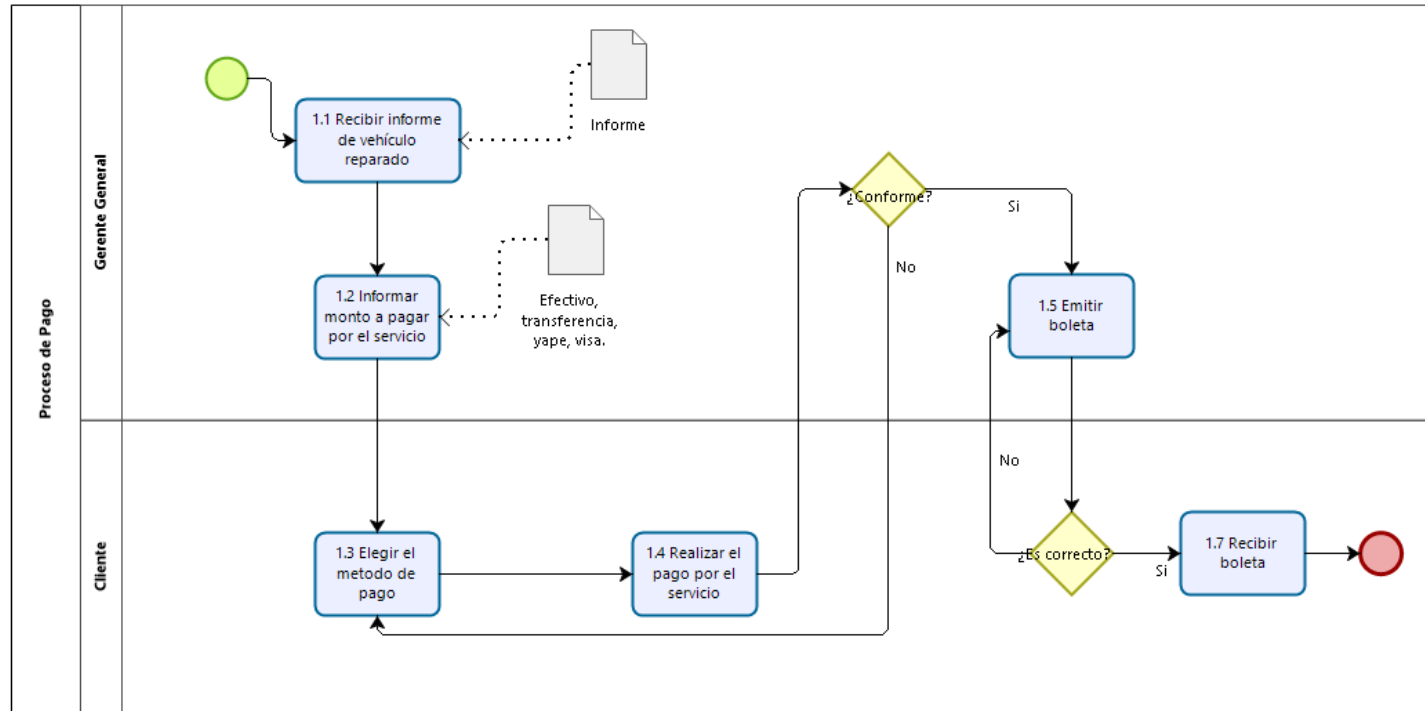 Proceso de Pago
Gerente General
1.1 Recibir informe
de vehículo
reparado
Informe
1.2 Informar
monto a pagar
por el servicio
Efectivo,
transferencia,
yape, visa.
¿Conforme?
Si
No
1.5 Emitir
boleta
Cliente
1.3 Elegir el
metodo de
pago
1.4 Realizar el
pago por el
servicio
No
¿Es correcto?
Si
1.7 Recibir
boleta